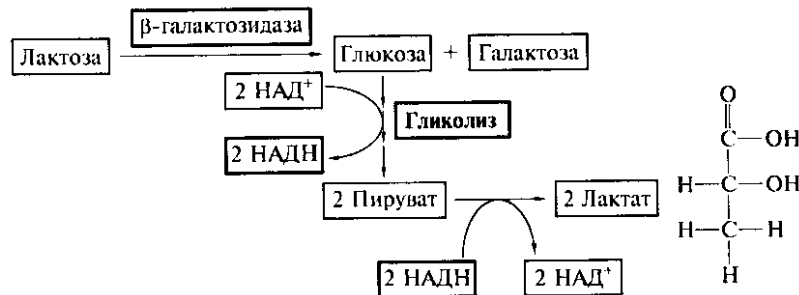 β-галактозидаза
Лактоза
Глюкоза + Галактоза
2 НАД⁺
Гликолиз
2 НАДН
2 Пируват
2 Лактат
2 НАДН
2 НАД⁺
O
C—OH
H—C—OH
H—C—H
H